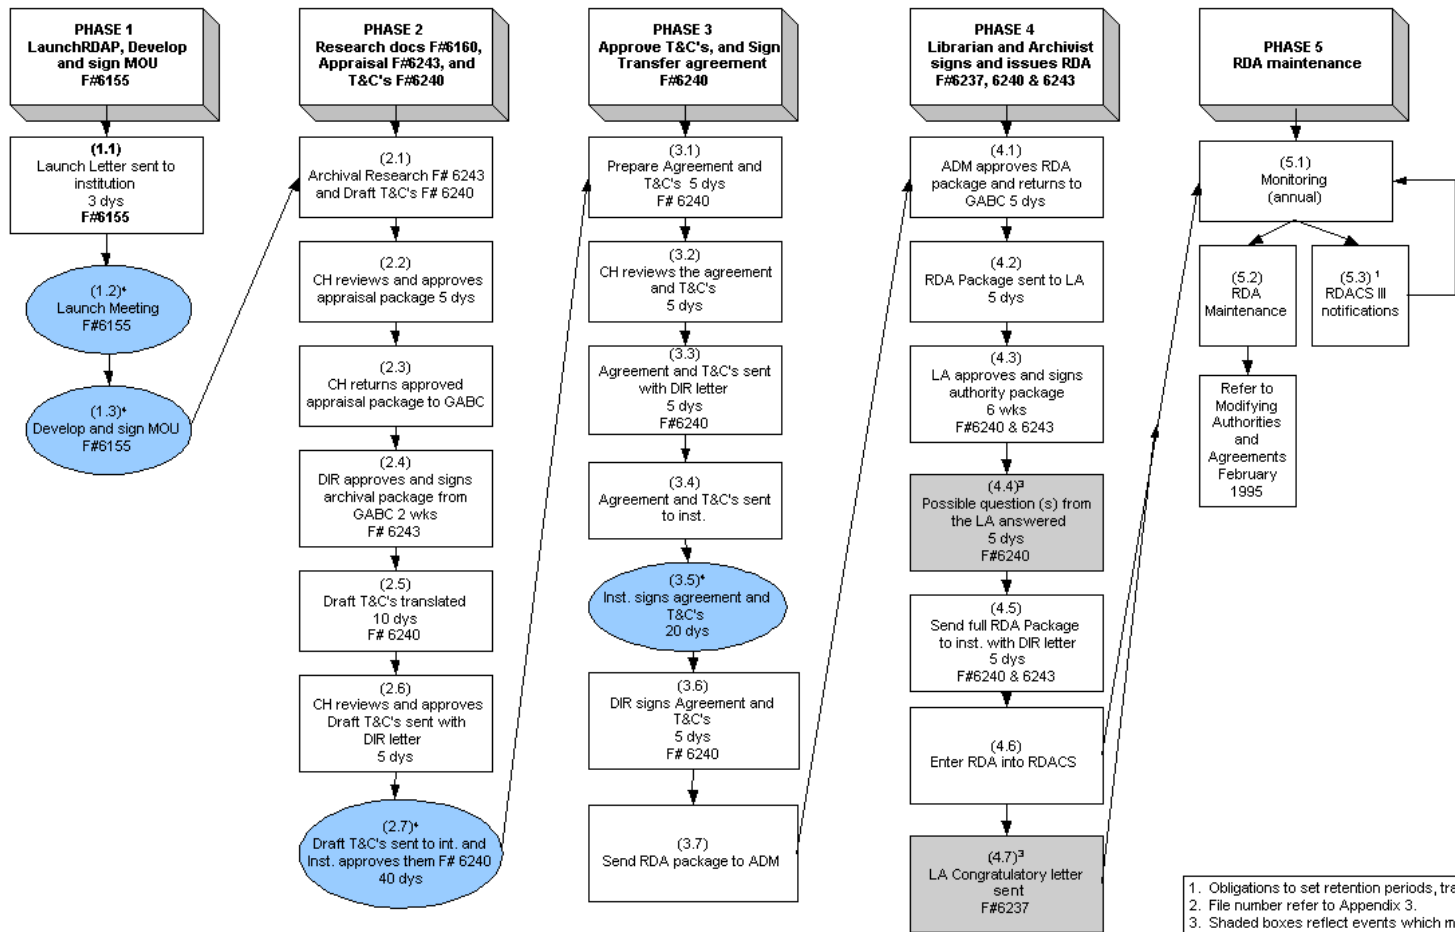 PHASE 1
LaunchRDAP, Develop
and sign MOU
F#6155
(1.1)
Launch Letter sent to
institution
3 dys
F#6155
(1.2)⁴
Launch Meeting
F#6155
(1.3)⁴
Develop and sign MOU
F#6155
PHASE 2
Research docs F#6160,
Appraisal F#6243, and
T&C's F#6240
(2.1)
Archival Research F# 6243
and Draft T&C's F# 6240
(2.2)
CH reviews and approves
appraisal package 5 dys
(2.3)
CH returns approved
appraisal package to GABC
(2.4)
DIR approves and signs
archival package from
GABC 2 wks
F# 6243
(2.5)
Draft T&C's translated
10 dys
F# 6240
(2.6)
CH reviews and approves
Draft T&C's sent with
DIR letter
5 dys
(2.7)⁴
Draft T&C's sent to int. and
Inst. approves them F# 6240
40 dys
PHASE 3
Approve T&C's, and Sign
Transfer agreement
F#6240
(3.1)
Prepare Agreement and
T&C's 5 dys
F# 6240
(3.2)
CH reviews the agreement
and T&C's
5 dys
(3.3)
Agreement and T&C's sent
with DIR letter
5 dys
F#6240
(3.4)
Agreement and T&C's sent
to inst.
(3.5)⁴
Inst. signs agreement and
T&C's
20 dys
(3.6)
DIR signs Agreement and
T&C's
5 dys
F# 6240
(3.7)
Send RDA package to ADM
PHASE 4
Librarian and Archivist
signs and issues RDA
F#6237, 6240 & 6243
(4.1)
ADM approves RDA
package and returns to
GABC 5 dys
(4.2)
RDA Package sent to LA
5 dys
(4.3)
LA approves and signs
authority package
6 wks
F#6240 & 6243
(4.4)³
Possible question (s) from
the LA answered
5 dys
F#6240
(4.5)
Send full RDA Package
to inst. with DIR letter
5 dys
F#6240 & 6243
(4.6)
Enter RDA into RDACS
(4.7)³
LA Congratulatory letter
sent
F#6237
PHASE 5
RDA maintenance
(5.1)
Monitoring
(annual)
(5.2)
RDA
Maintenance
(5.3) ¹
RDACS III
notifications
Refer to
Modifying
Authorities
and
Agreements
February
1995
1. Obligations to set retention periods,
2. File number refer to Appendix 3.
3. Shaded boxes reflect events which